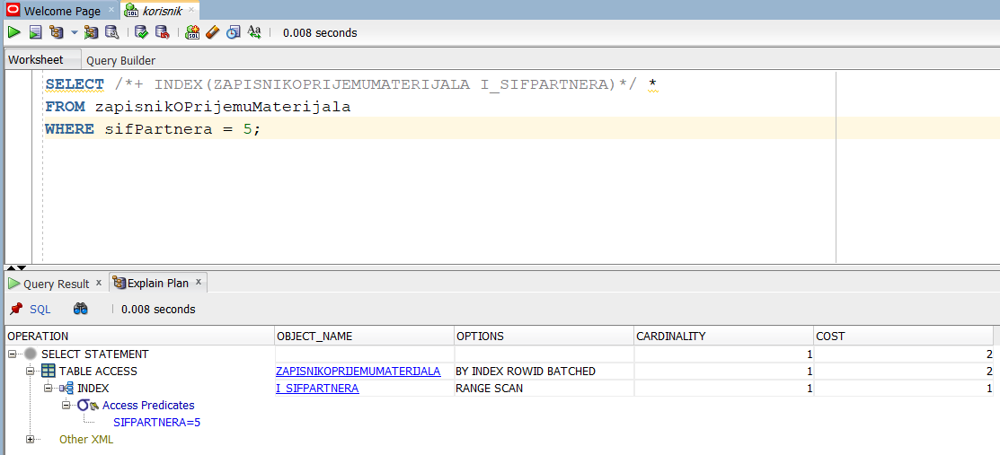 Welcome Page × korisnik ×
SQL Aa 0.008 seconds
Worksheet Query Builder
SELECT /*+ INDEX(ZAPISNIKOPRIJEMUMATERIJALA I_SIFPARTNERA)*/ *
FROM zapisnikOPrijemuMaterijala
WHERE sifPartnera = 5;
Query Result x Explain Plan x
SQL 0.008 seconds
OPERATION OBJECT_NAME OPTIONS CARDINALITY COST
SELECT STATEMENT 1 2
TABLE ACCESS ZAPISNIKOPRIJEMUMATERIJALA BY INDEX ROWID BATCHED 1 2
INDEX I_SIFPARTNERA RANGE SCAN 1 1
Access Predicates
SIFPARTNERA=5
Other XML